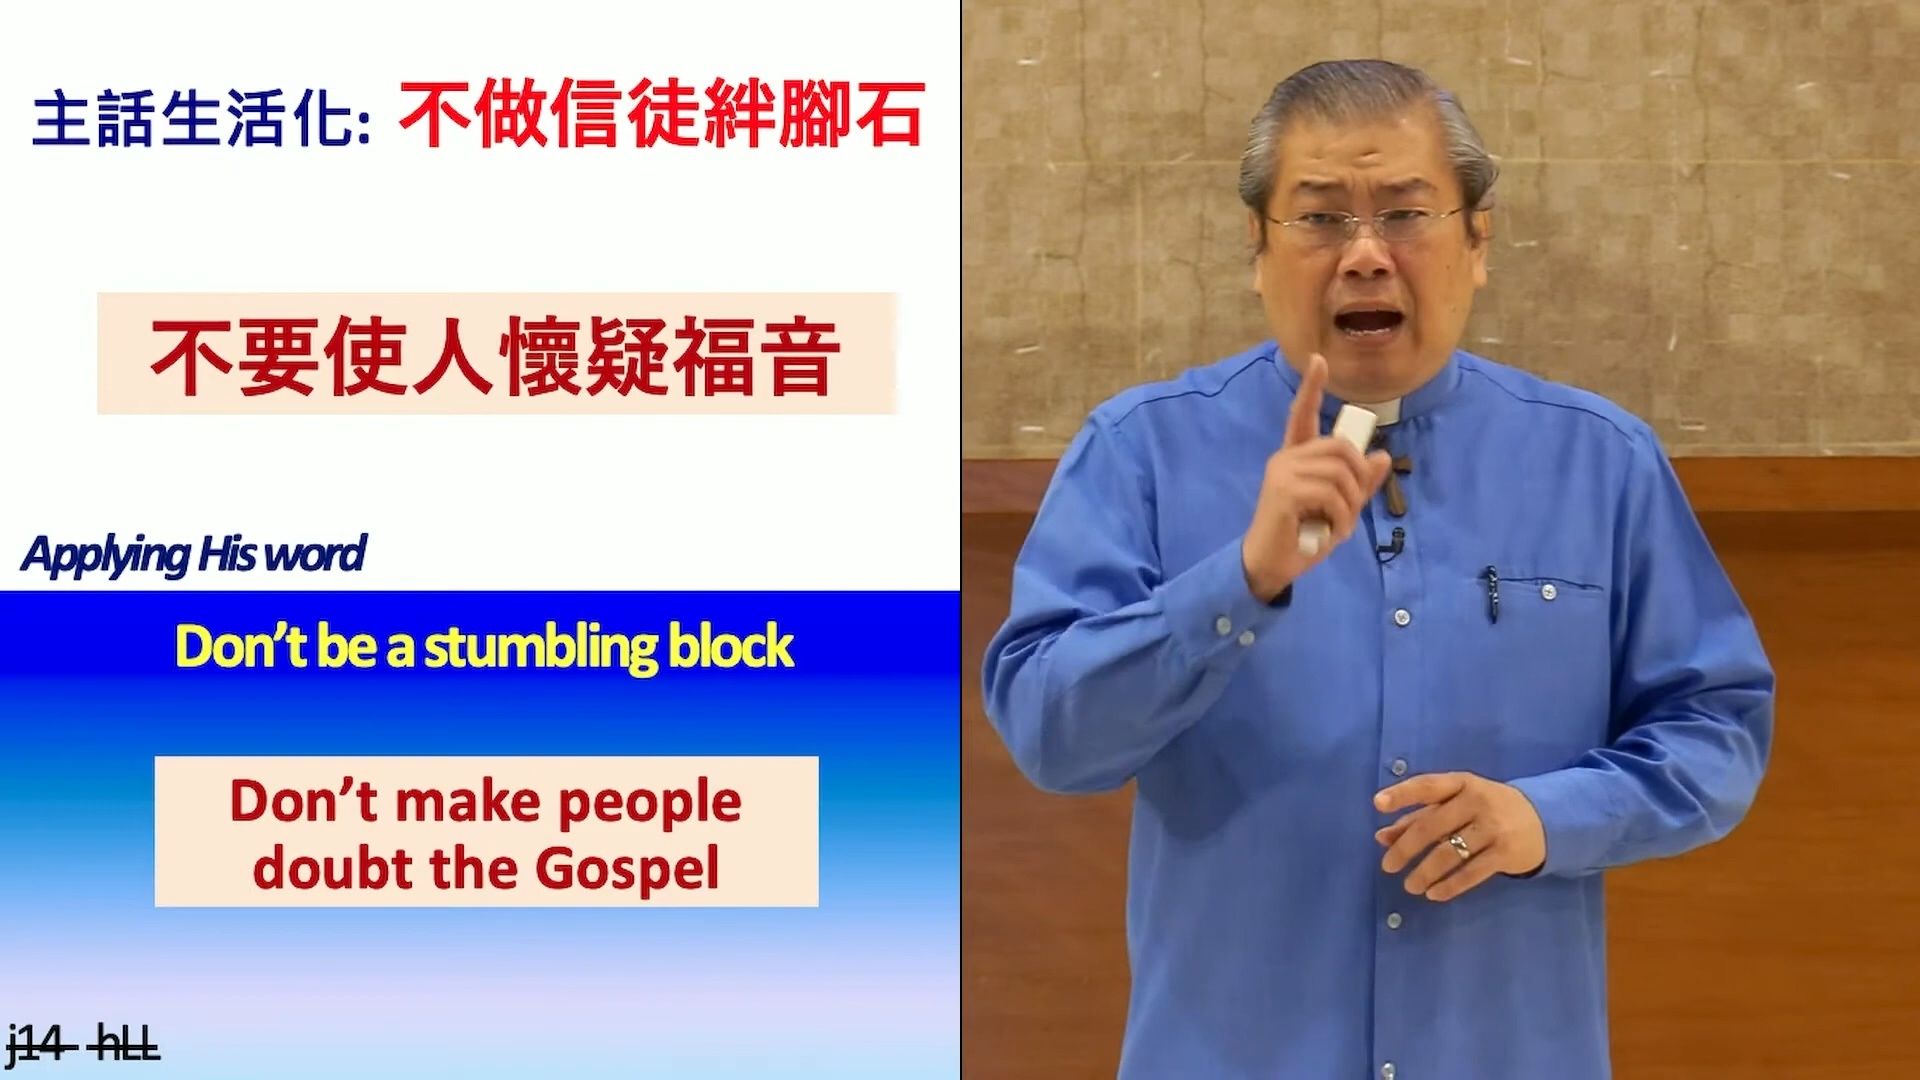 主話生活化: 不做信徒絆腳石
不要使人懷疑福音
Applying His word
Don't be a stumbling block
Don't make people
doubt the Gospel
j14 hLL